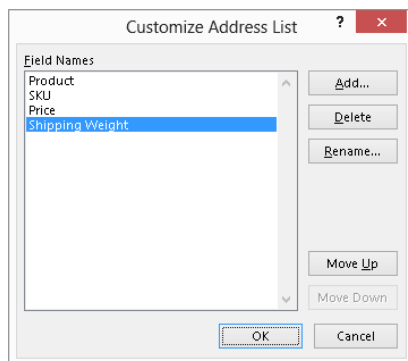 Customize Address List ? ×
Field Names
Product
SKU
Price
Shipping Weight
Add...
Delete
Rename...
Move Up
Move Down
OK Cancel